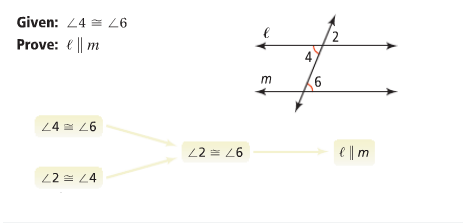 Given: ∠4 ≅ ∠6
Prove: ℓ ∥ m
ℓ
2
4
m
6
∠4 ≅ ∠6
∠2 ≅ ∠6
ℓ ∥ m
∠2 ≅ ∠4